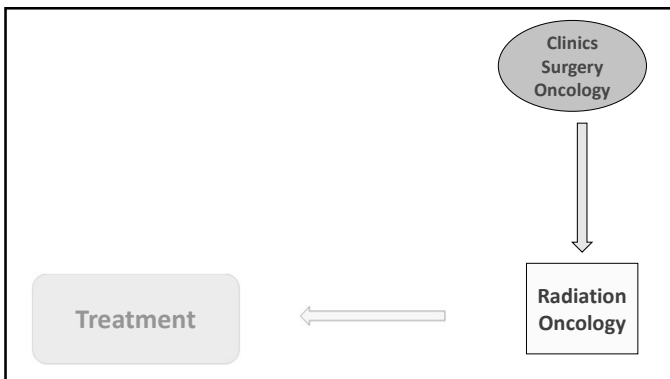 Clinics
Surgery
Oncology
Radiation
Oncology
Treatment